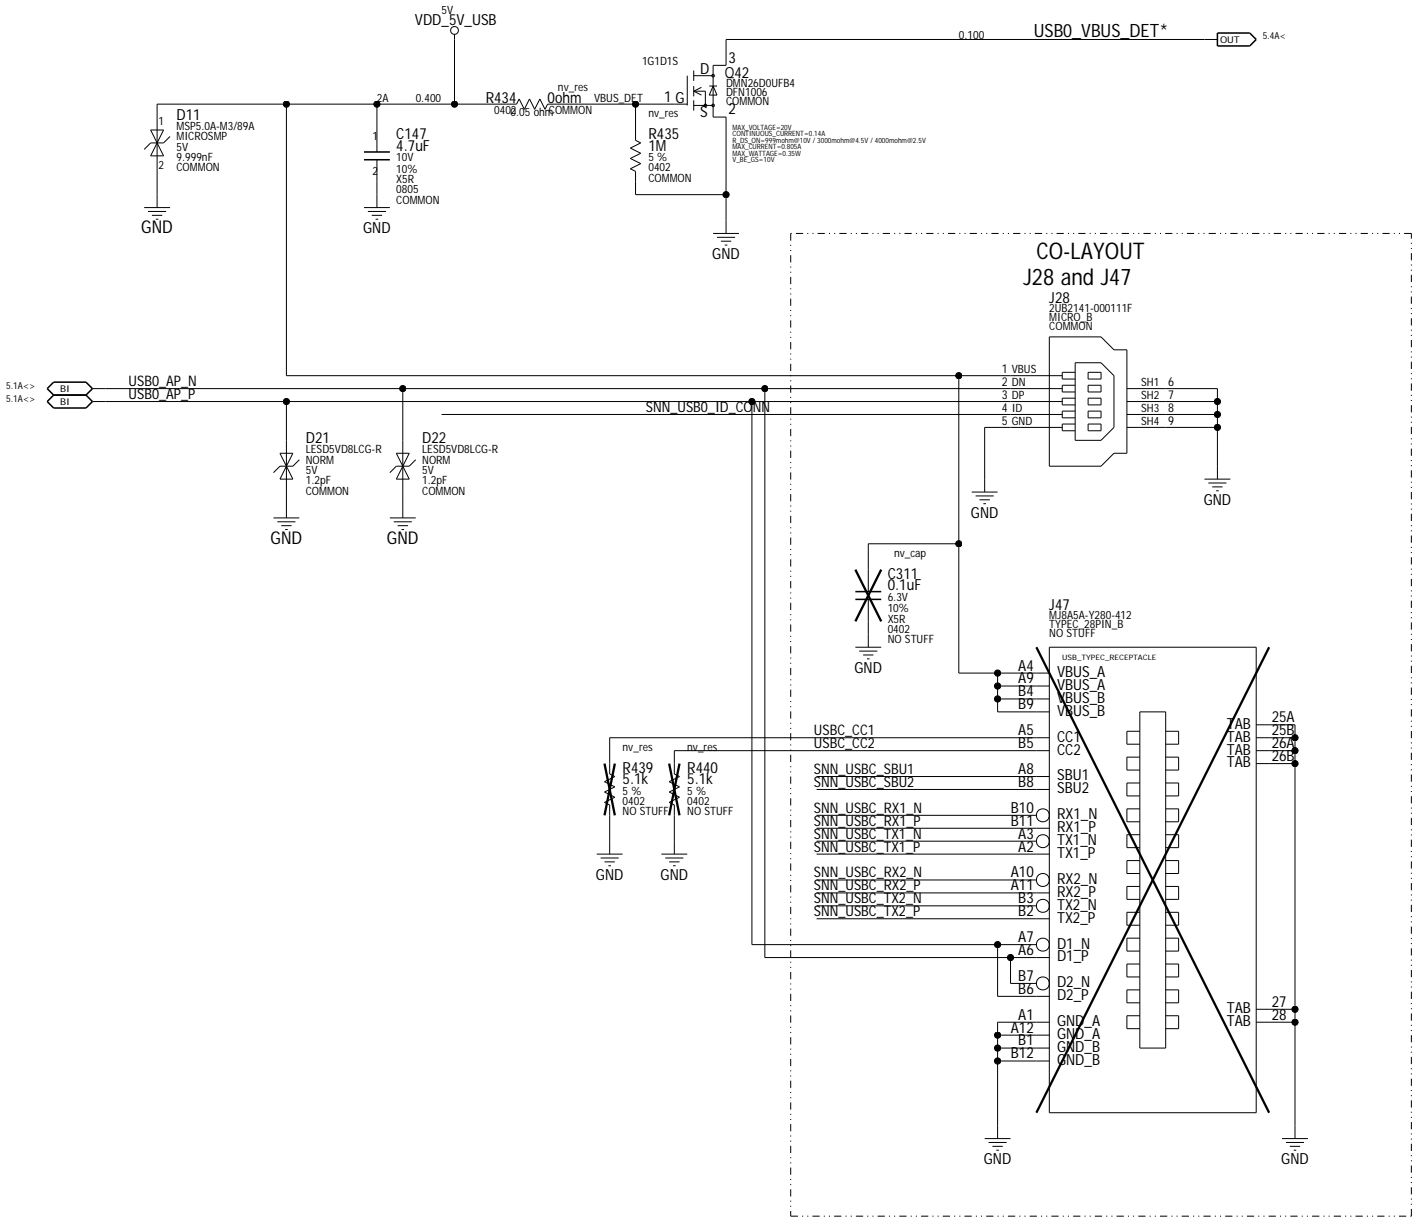 5V
VDD_5V_USB
0.100
USB0_VBUS_DET*
OUT
5.4A<
1G1D1S
D
3
Q42
DMN26D0UFB4
DFN1006
COMMON
1
G
S
2
MAX_VOLTAGE=20V
CONTINUOUS_CURRENT=0.14A
R_DS_ON=999mohm@10V / 3000mohm@4.5V / 4000mohm@2.5V
MAX_CURRENT=0.805A
MAX_WATTAGE=0.35W
V_BE_GS=10V
2A
0.400
R434
nv_res
0ohm
VBUS_DET
0402
0.05 ohm
COMMON
nv_res
R435
1M
5 %
0402
COMMON
GND
1
D11
MSP5.0A-M3/89A
MICROSMP
5V
9.999nF
COMMON
2
GND
1
C147
4.7uF
10V
10%
X5R
0805
COMMON
2
GND
CO-LAYOUT
J28 and J47
J28
2UB2141-000111F
MICRO_B
COMMON
1 VBUS
2 DN
3 DP
4 ID
5 GND
SH1 6
SH2 7
SH3 8
SH4 9
GND
GND
5.1A<>
BI
USB0_AP_N
5.1A<>
BI
USB0_AP_P
SNN_USB0_ID_CONN
D21
LESD5VD8LCG-R
NORM
5V
1.2pF
COMMON
GND
D22
LESD5VD8LCG-R
NORM
5V
1.2pF
COMMON
GND
nv_cap
C311
0.1uF
6.3V
10%
X5R
0402
NO STUFF
GND
J47
MJ8A5A-Y280-412
TYPEC_28PIN_B
NO STUFF
USB_TYPEC_RECEPTACLE
A4 VBUS_A
A9 VBUS_A
B4 VBUS_B
B9 VBUS_B
USBC_CC1 A5 CC1
USBC_CC2 B5 CC2
SNN_USBC_SBU1 A8 SBU1
SNN_USBC_SBU2 B8 SBU2
SNN_USBC_RX1_N B10 RX1_N
SNN_USBC_RX1_P B11 RX1_P
SNN_USBC_TX1_N A3 TX1_N
SNN_USBC_TX1_P A2 TX1_P
SNN_USBC_RX2_N A10 RX2_N
SNN_USBC_RX2_P A11 RX2_P
SNN_USBC_TX2_N B3 TX2_N
SNN_USBC_TX2_P B2 TX2_P
A7 D1_N
A6 D1_P
B7 D2_N
B6 D2_P
A1 GND_A
A12 GND_A
B1 GND_B
B12 GND_B
TAB 25A
TAB 25B
TAB 26A
TAB 26B
TAB 27
TAB 28
nv_res
R439
5.1k
5 %
0402
NO STUFF
GND
nv_res
R440
5.1k
5 %
0402
NO STUFF
GND
GND
GND